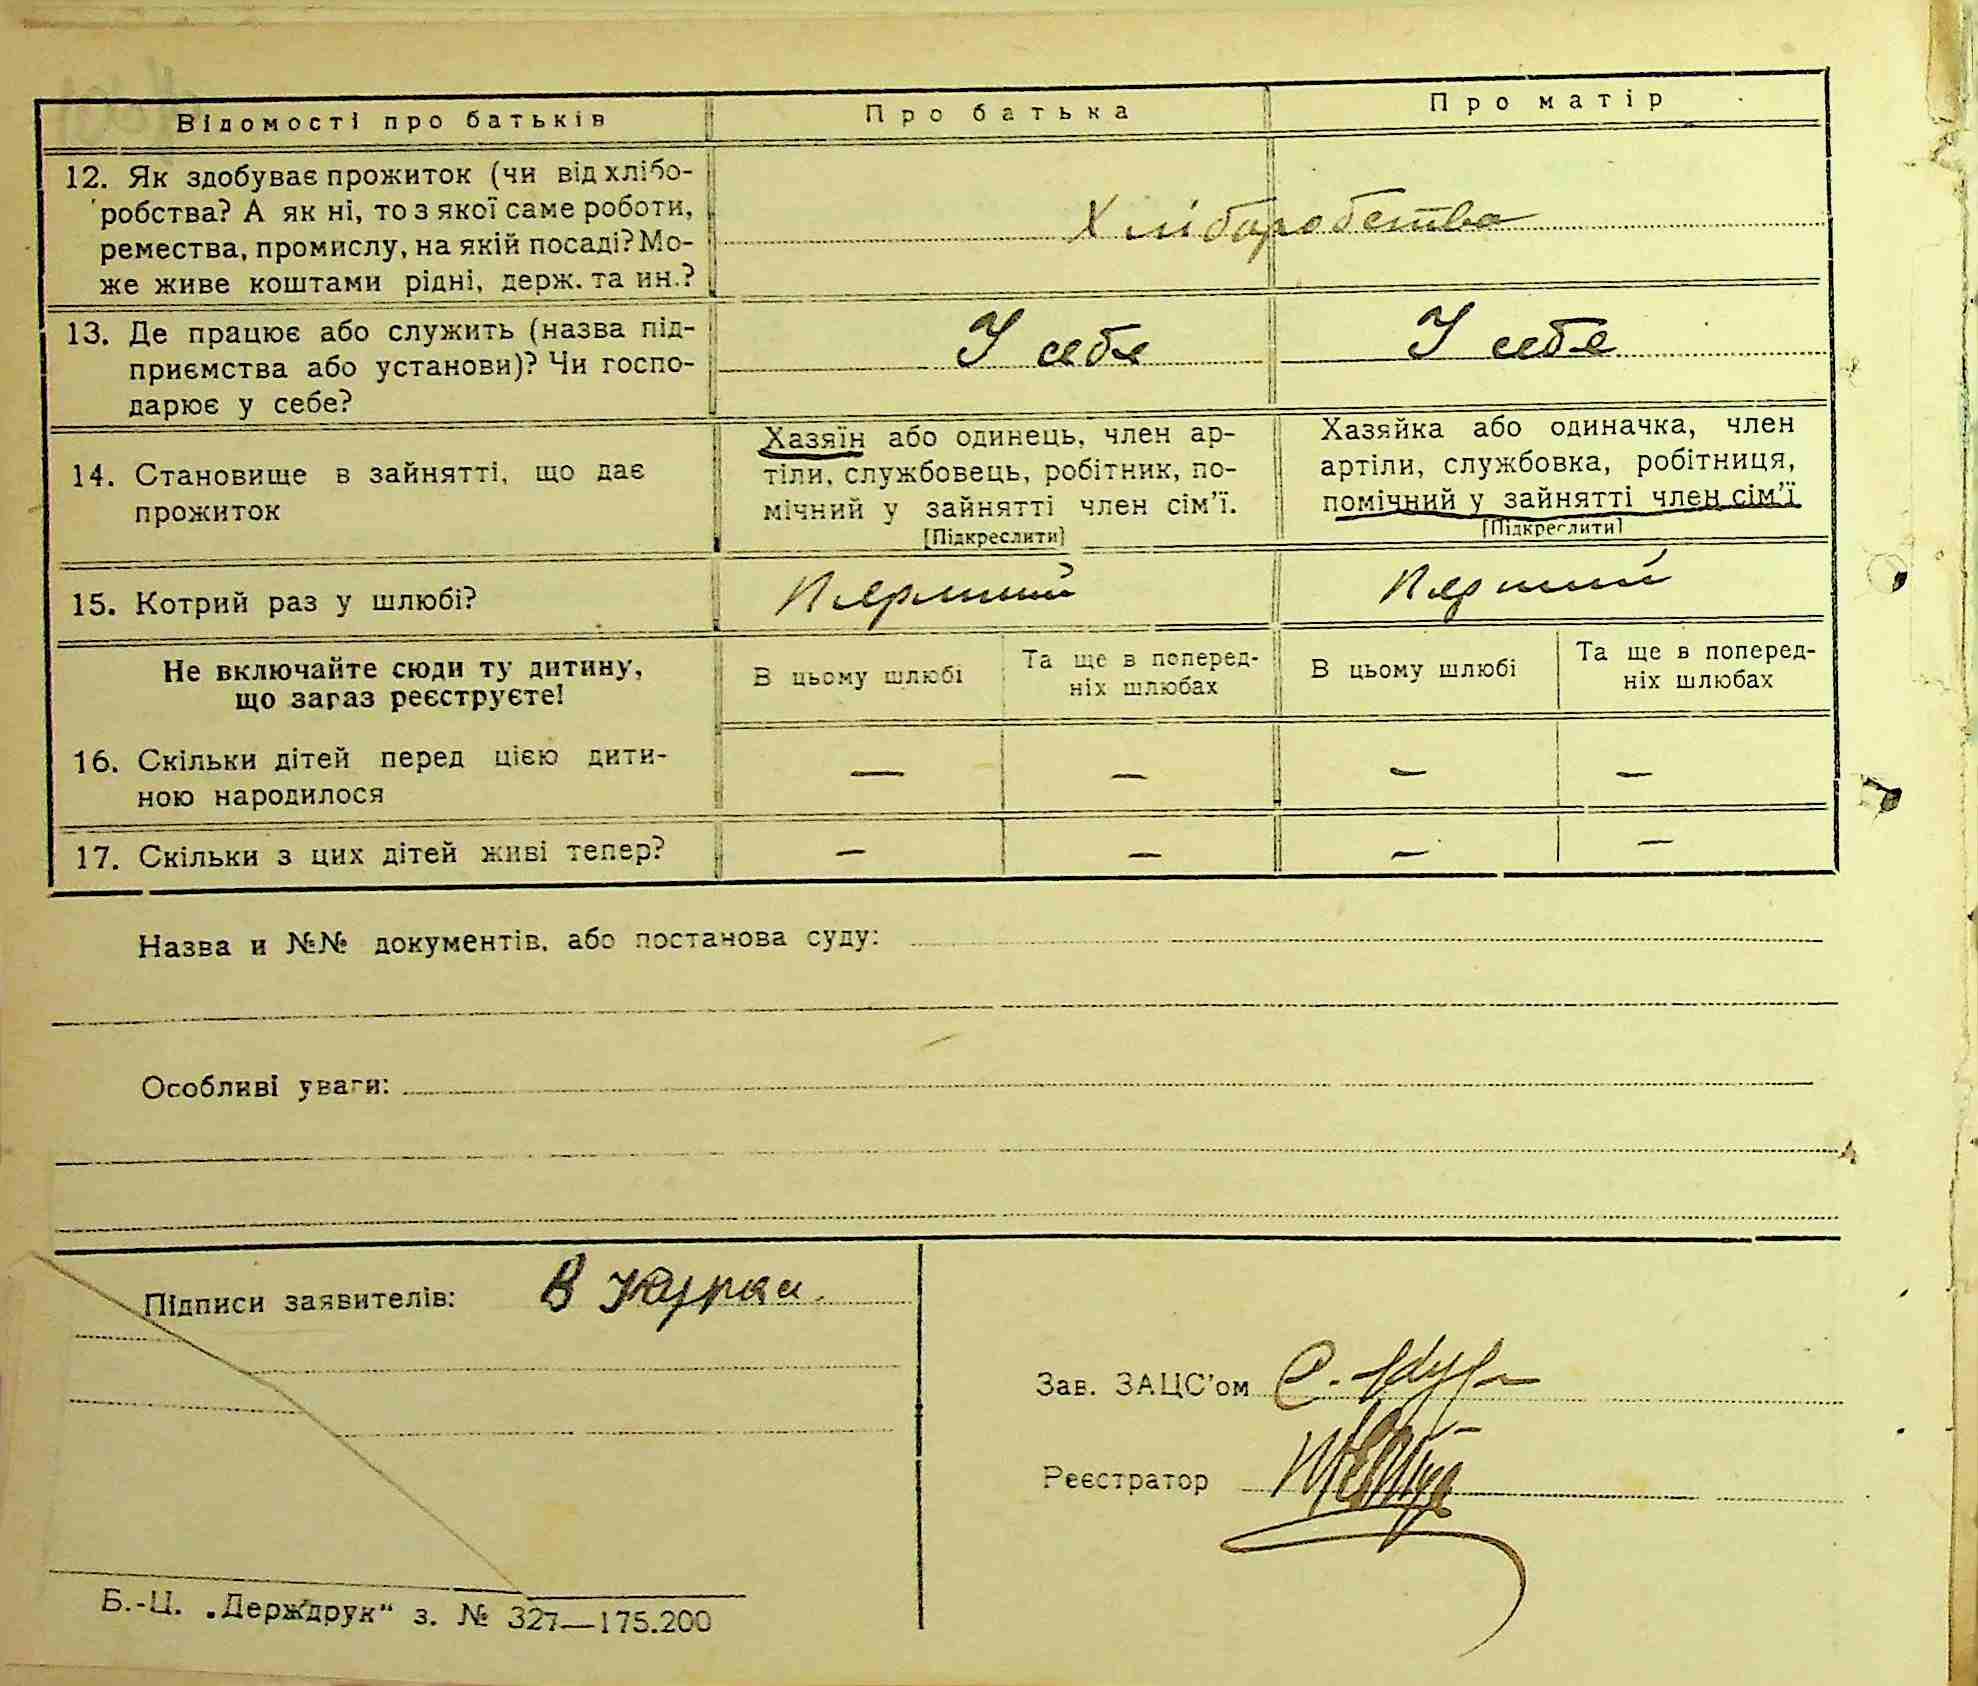 Відомості про батьків
Про батька
Про матір
12. Як здобуває прожиток (чи від хлібо-
робства? А як ні, то з якої саме роботи,
ремества, промислу, на якій посаді? Мо-
же живе коштами рідні, держ. та ин.?
Хліборобство
13. Де працює або служить (назва під-
приємства або установи)? Чи госпо-
дарює у себе?
У себе
У себе
14. Становище в зайнятті, що дає
прожиток
Хазяїн або одинець, член ар-
тіли, службовець, робітник, по-
мічний у зайнятті член сім'ї.
[Підкреслити]
Хазяйка або одиначка, член
артіли, службовка, робітниця,
помічний у зайнятті член сім'ї
[Підкреслити]
15. Котрий раз у шлюбі?
Перший
Перший
Не включайте сюди ту дитину,
що зараз реєструєте!
В цьому шлюбі
Та ще в поперед-
ніх шлюбах
В цьому шлюбі
Та ще в поперед-
ніх шлюбах
16. Скільки дітей перед цією дити-
ною народилося
— — — —
17. Скільки з цих дітей живі тепер?
— — — —
Назва и №№ документів, або постанова суду:
Особливі уваги:
Підписи заявителів: В
Зав. ЗАЦС'ом С.
Реєстратор
Б.-Ц. „Держдрук" з. № 327—175.200